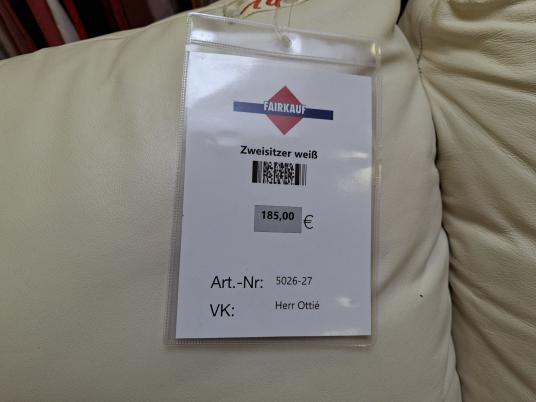 FAIRKAUF
Zweisitzer weiß
185,00 €
Art.-Nr: 5026-27
VK: Herr Ottié